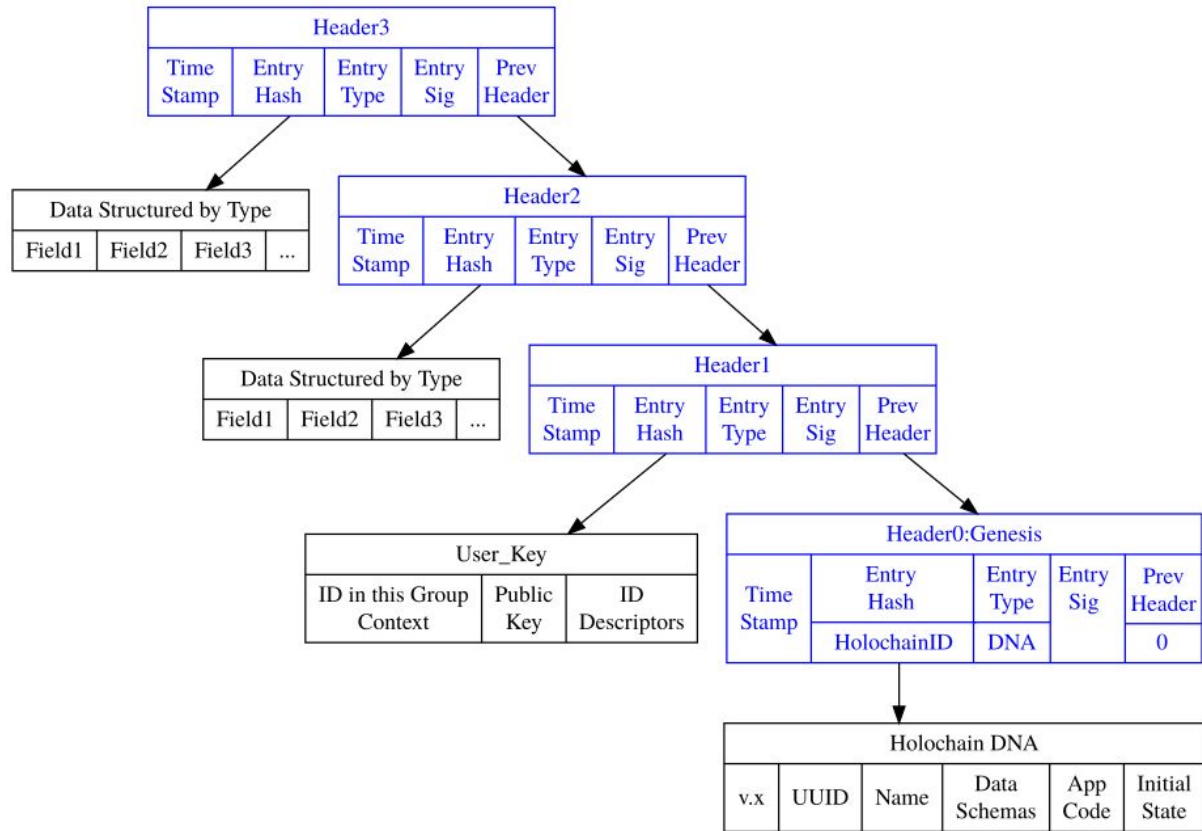 Header3
Time Stamp Entry Hash Entry Type Entry Sig Prev Header
Data Structured by Type
Field1 Field2 Field3 ...
Header2
Time Stamp Entry Hash Entry Type Entry Sig Prev Header
Data Structured by Type
Field1 Field2 Field3 ...
Header1
Time Stamp Entry Hash Entry Type Entry Sig Prev Header
User_Key
ID in this Group Context Public Key ID Descriptors
Header0:Genesis
Time Stamp Entry Hash Entry Type Entry Sig Prev Header
HolochainID DNA 0
Holochain DNA
v.x UUID Name Data Schemas App Code Initial State